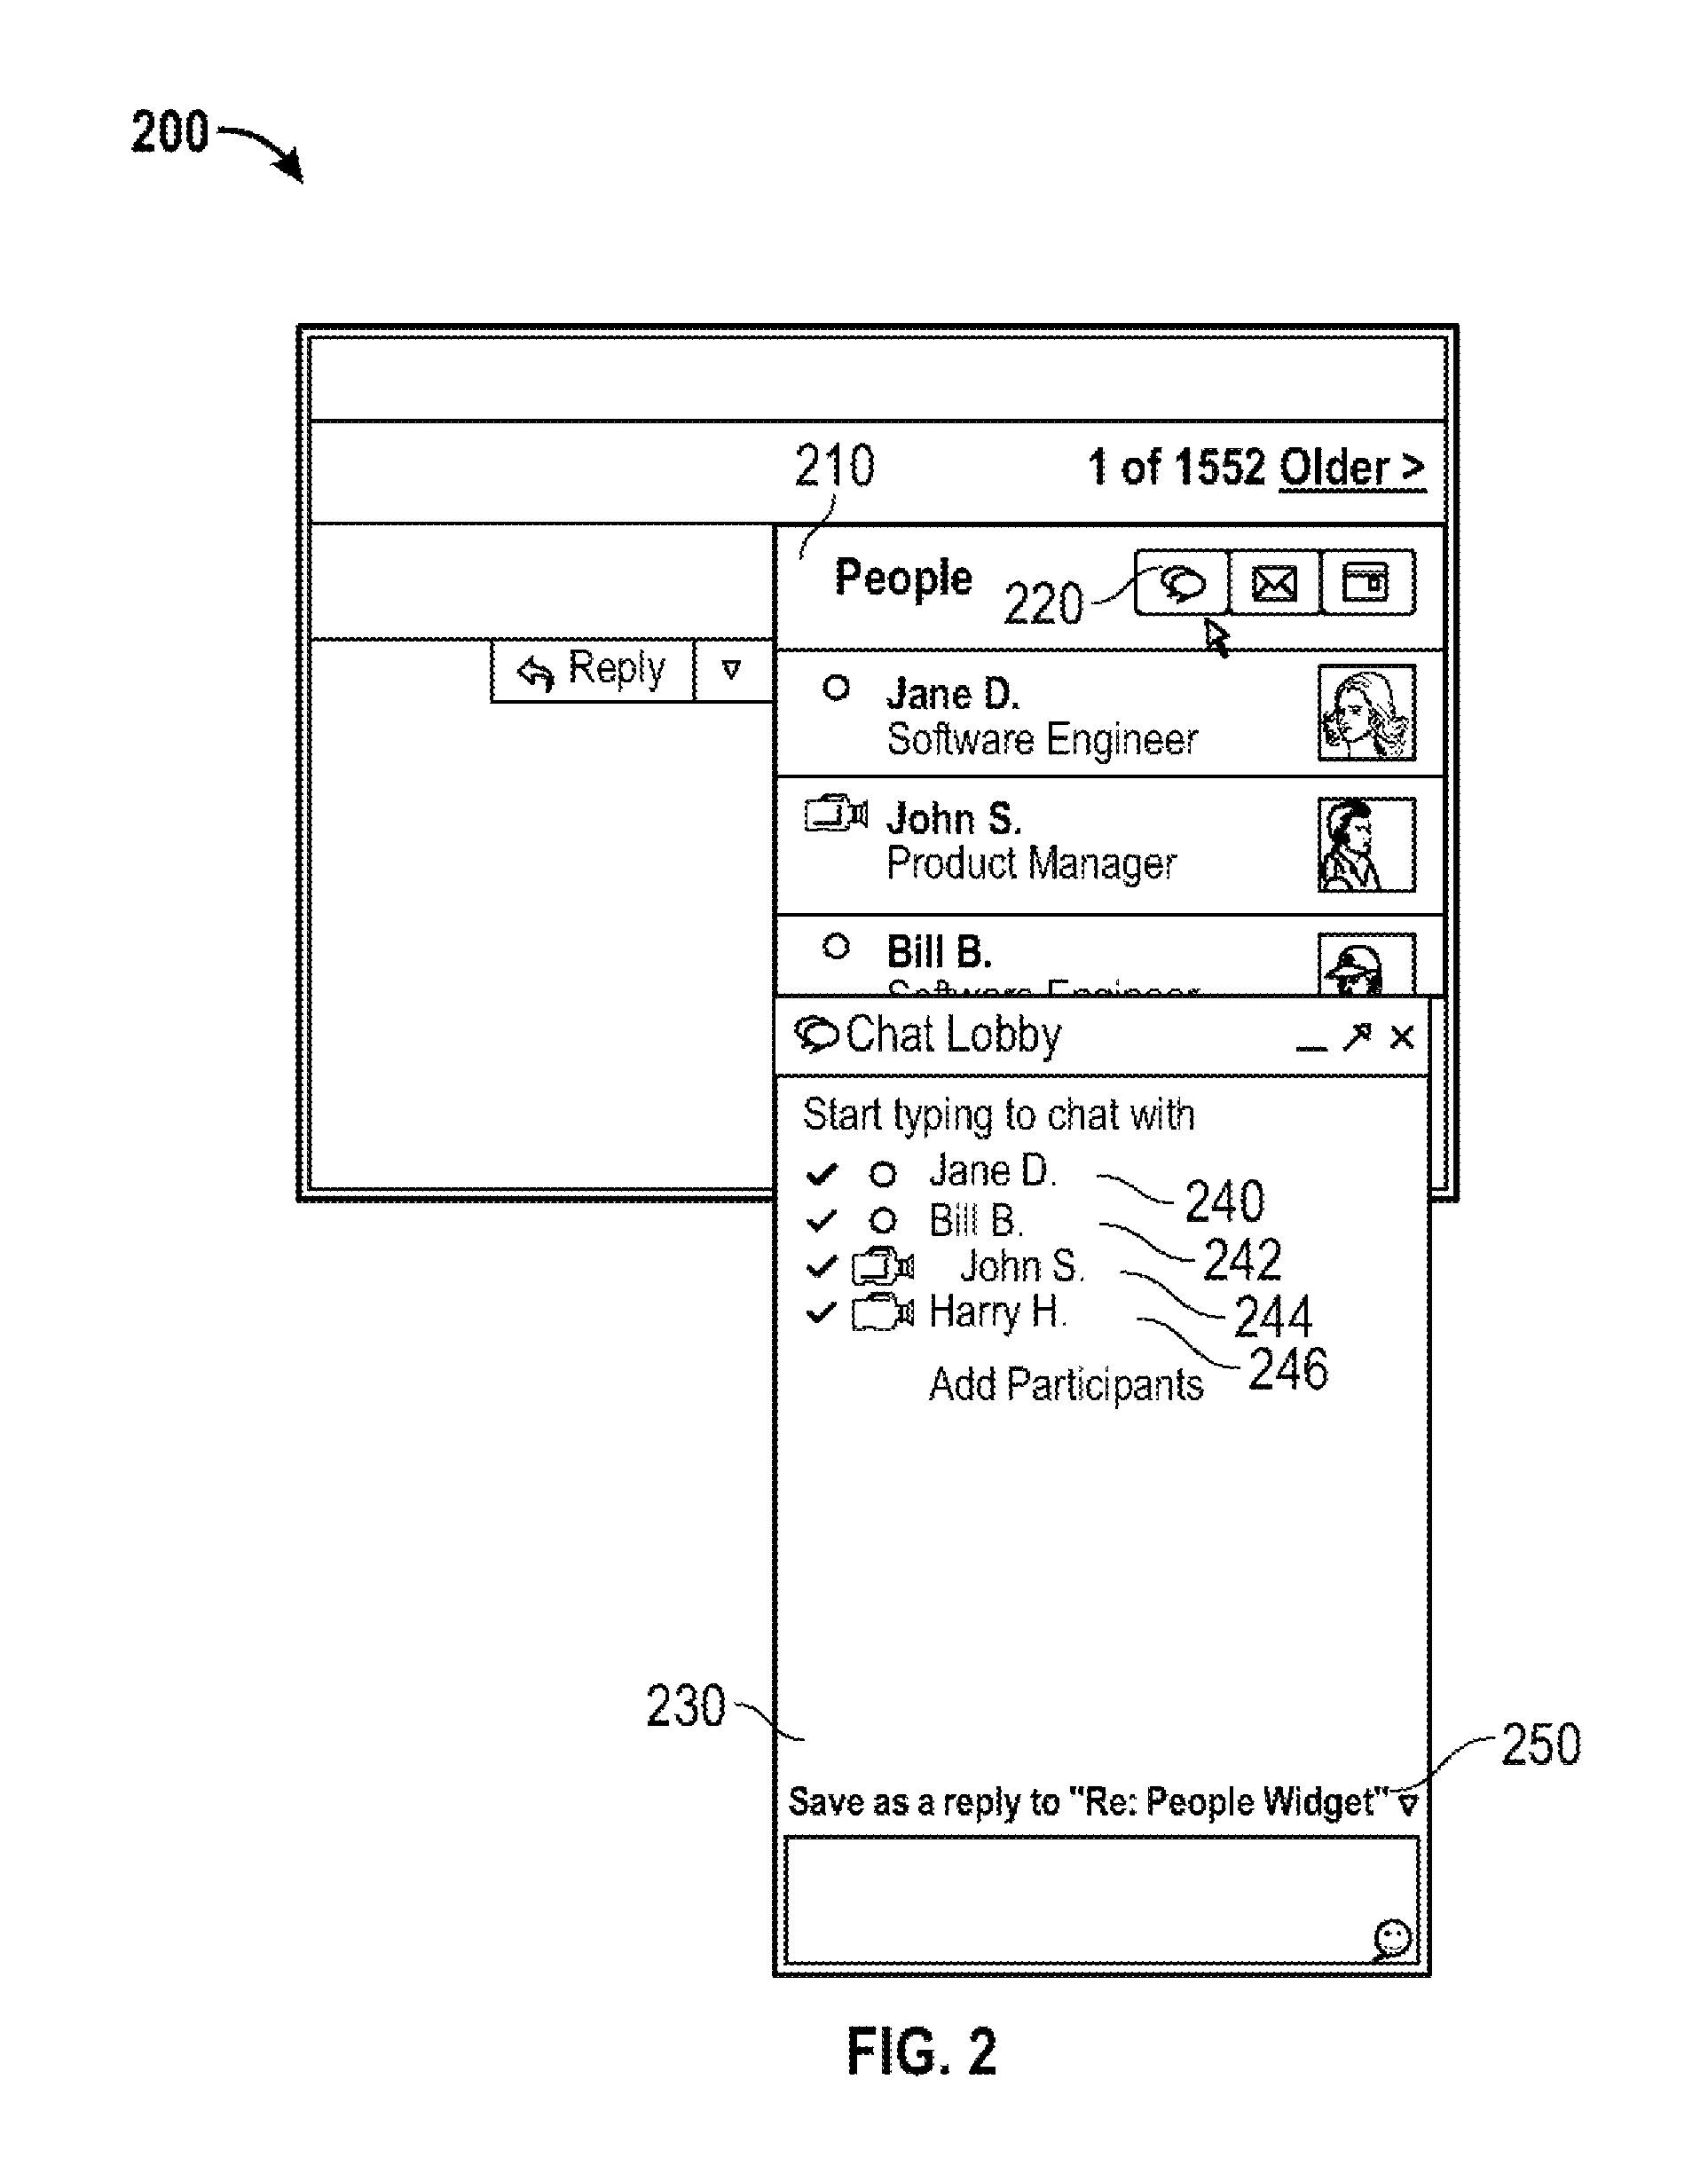 200
210
1 of 1552 Older >
People
220
Reply
Jane D.
Software Engineer
John S.
Product Manager
Bill B.
Software Engineer
Chat Lobby
Start typing to chat with
Jane D.
240
Bill B.
242
John S.
244
Harry H.
246
Add Participants
230
250
Save as a reply to "Re: People Widget"
FIG. 2